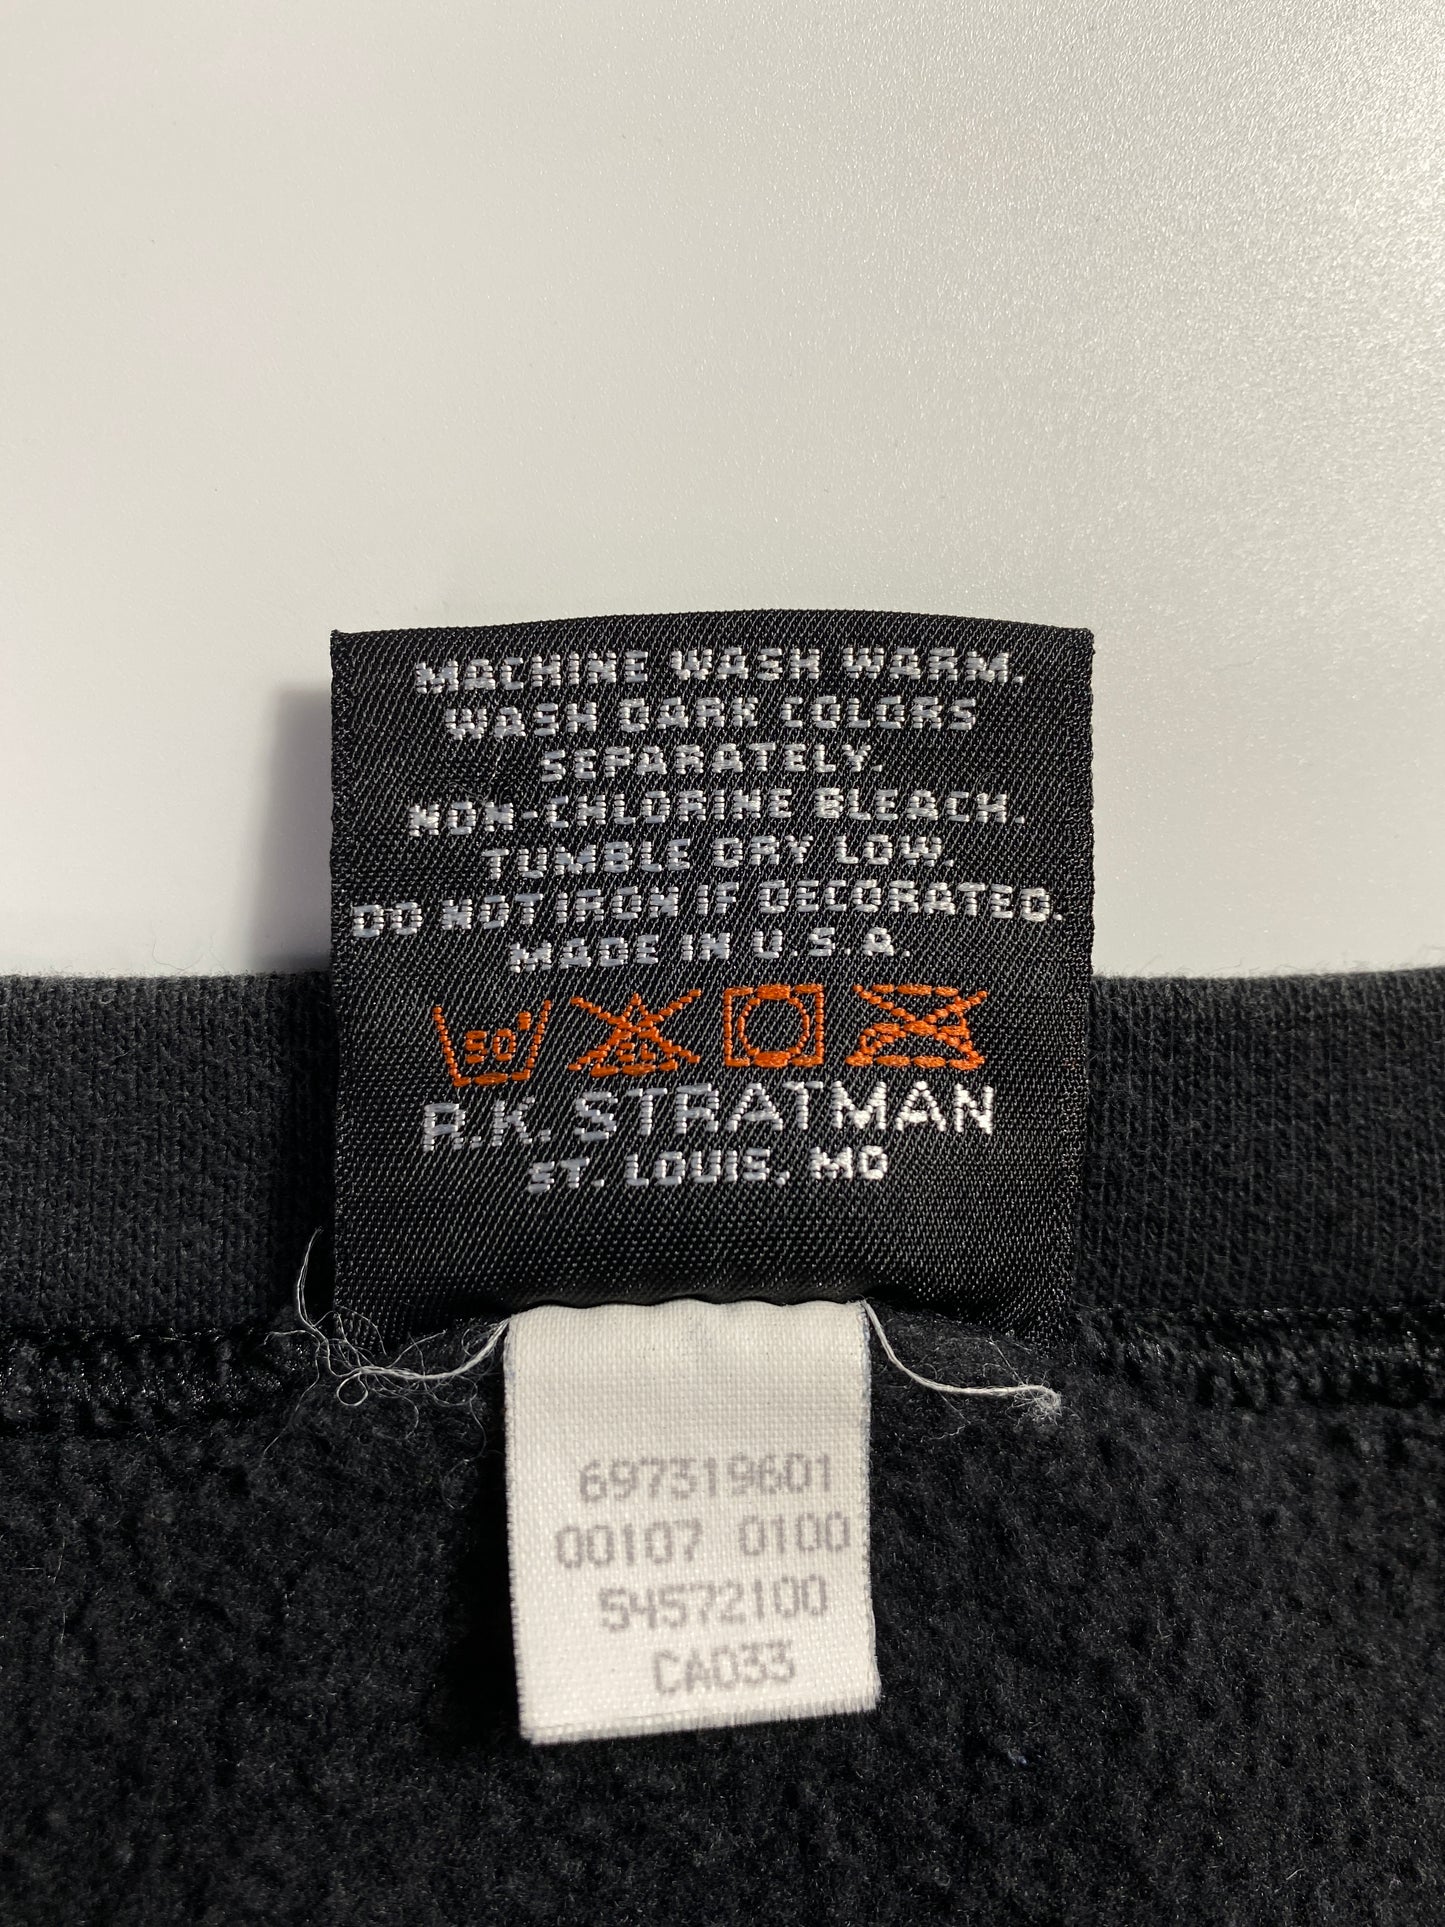 MACHINE WASH WARM.
WASH DARK COLORS
SEPARATELY.
NON-CHLORINE BLEACH.
TUMBLE DRY LOW.
DO NOT IRON IF DECORATED.
MADE IN U.S.A.
50° CL
R.K. STRATMAN
ST. LOUIS, MO
697319601
00107 0100
54572100
CA033